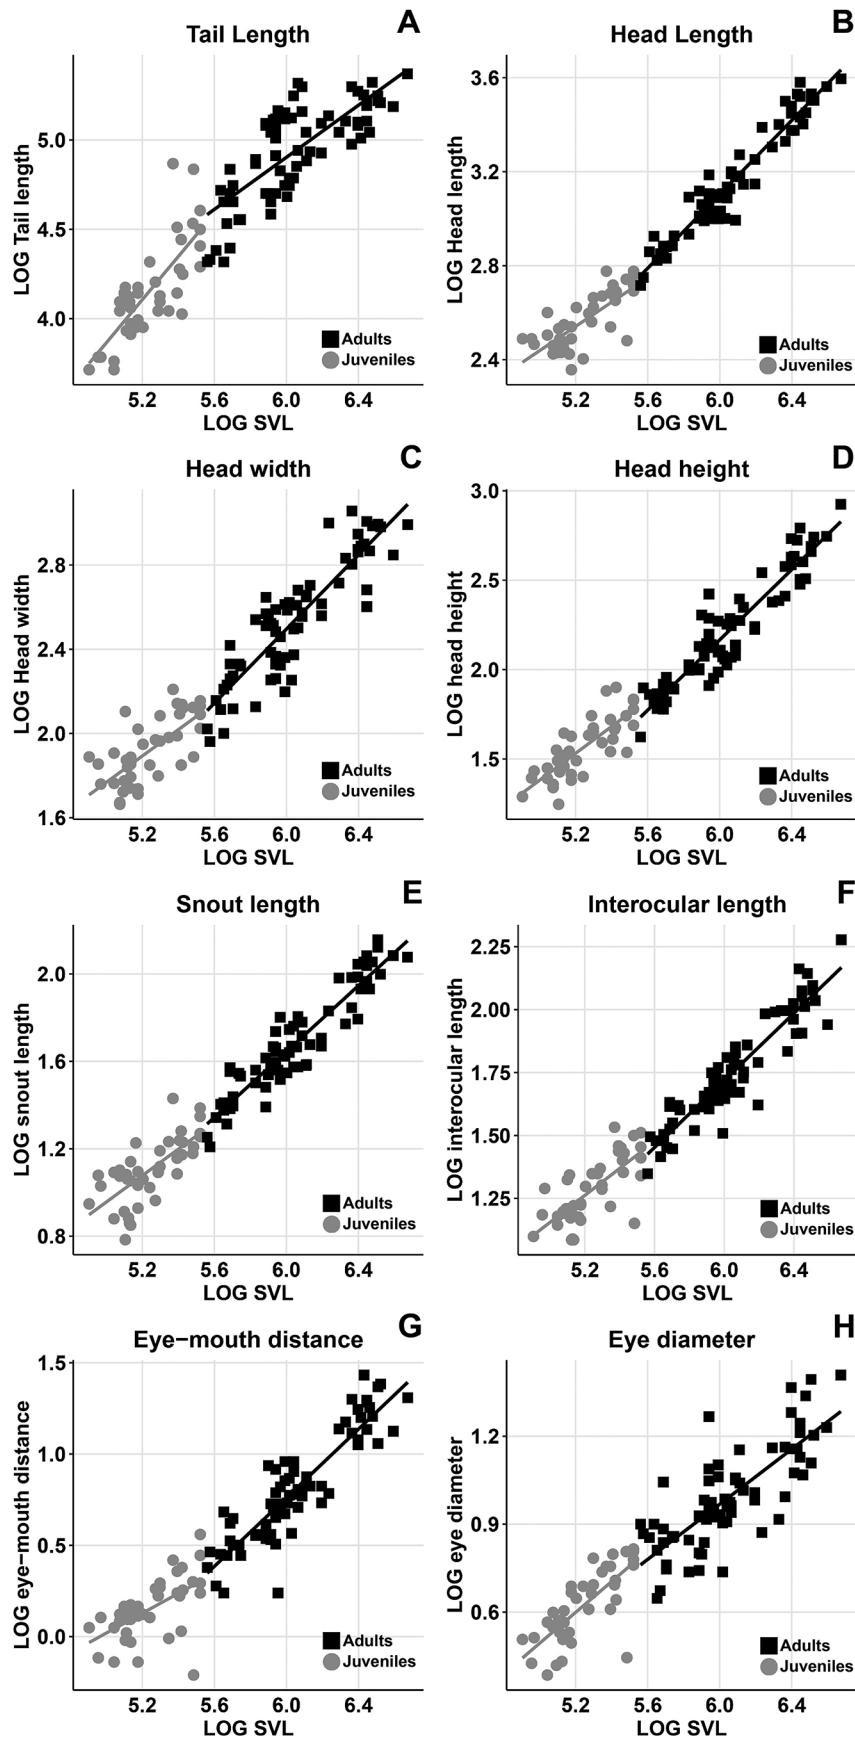 A
Tail Length
LOG Tail length
5.0
4.5
4.0
Adults
Juveniles
5.2 5.6 6.0 6.4
LOG SVL
B
Head Length
LOG Head length
3.6
3.2
2.8
2.4
Adults
Juveniles
5.2 5.6 6.0 6.4
LOG SVL
C
Head width
LOG Head width
2.8
2.4
2.0
1.6
Adults
Juveniles
5.2 5.6 6.0 6.4
LOG SVL
D
Head height
LOG head height
3.0
2.5
2.0
1.5
Adults
Juveniles
5.2 5.6 6.0 6.4
LOG SVL
E
Snout length
LOG snout length
2.0
1.6
1.2
0.8
Adults
Juveniles
5.2 5.6 6.0 6.4
LOG SVL
F
Interocular length
LOG interocular length
2.25
2.00
1.75
1.50
1.25
Adults
Juveniles
5.2 5.6 6.0 6.4
LOG SVL
G
Eye−mouth distance
LOG eye−mouth distance
1.5
1.0
0.5
0.0
Adults
Juveniles
5.2 5.6 6.0 6.4
LOG SVL
H
Eye diameter
LOG eye diameter
1.2
0.9
0.6
Adults
Juveniles
5.2 5.6 6.0 6.4
LOG SVL